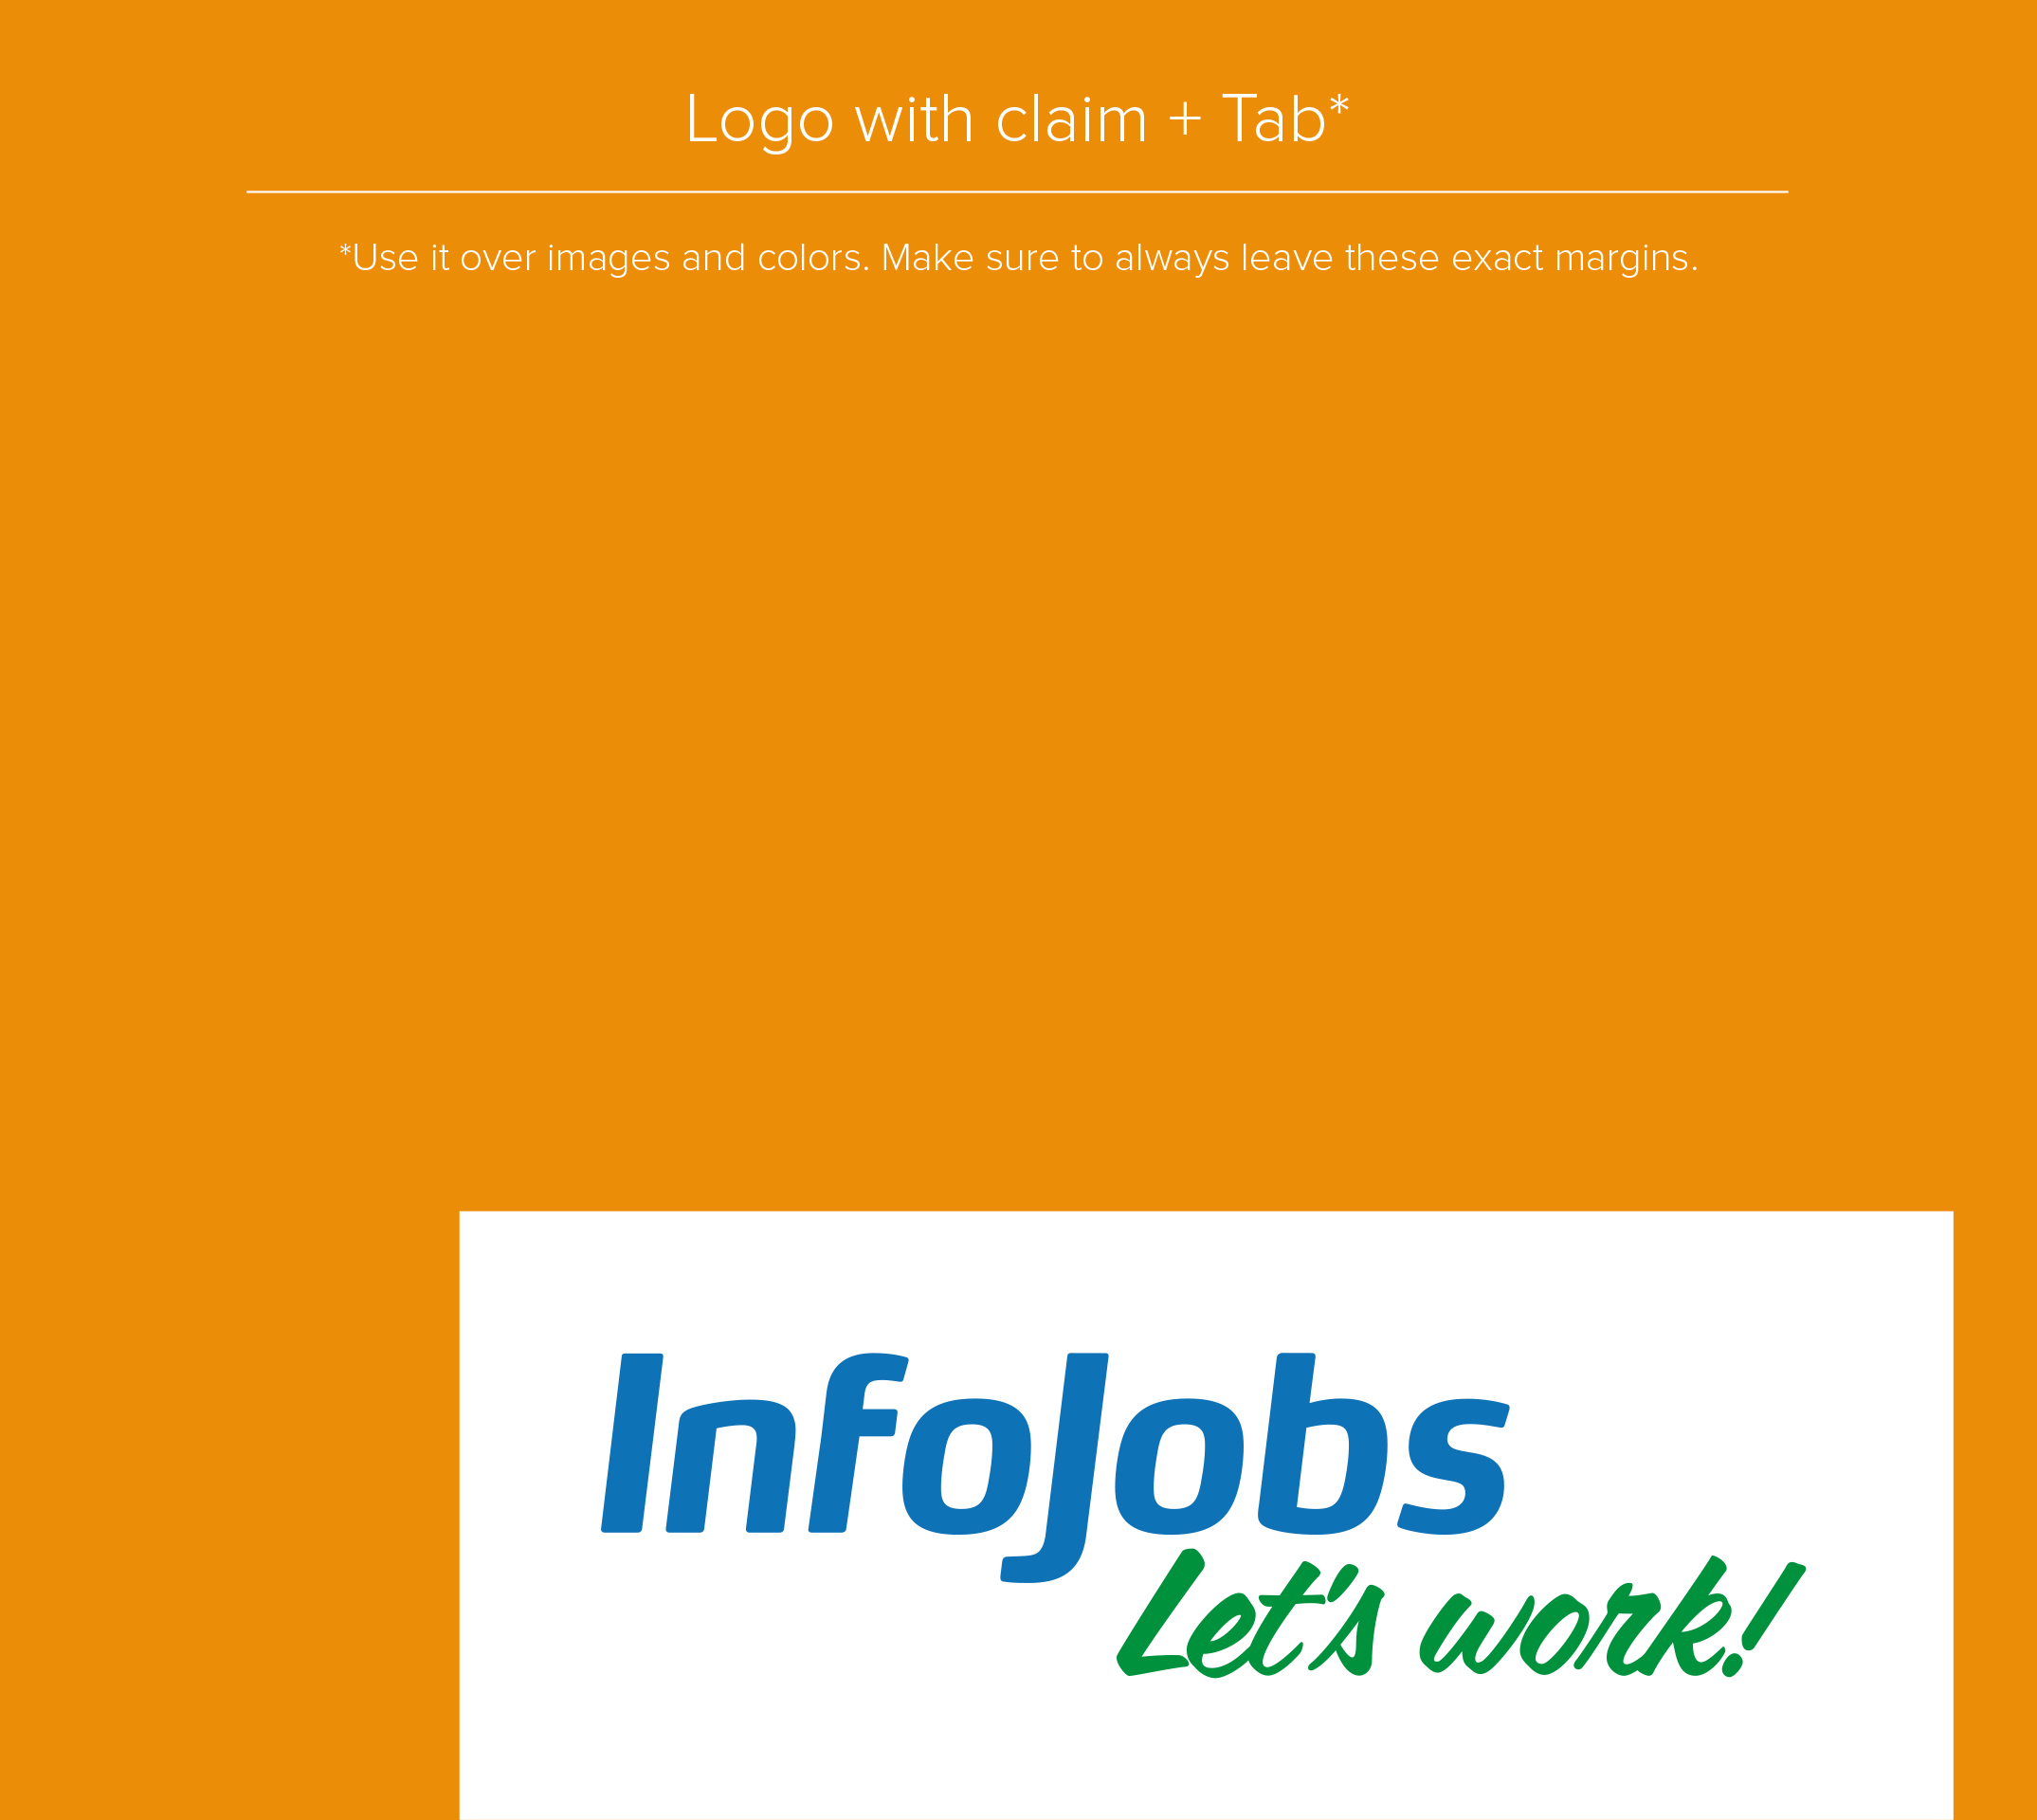 Logo with claim + Tab*
*Use it over images and colors. Make sure to always leave these exact margins.
InfoJobs
Let's work!